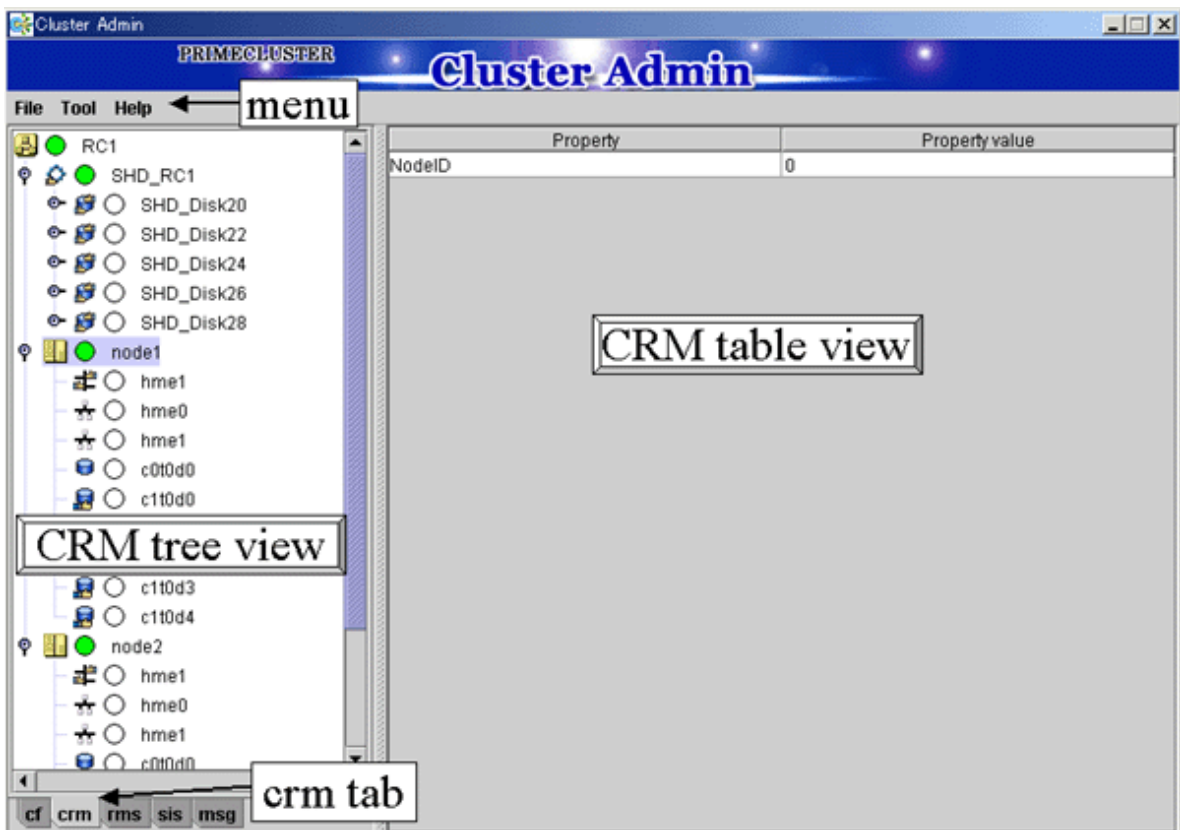 Cluster Admin
PRIMECLUSTER
Cluster Admin
File Tool Help
menu
RC1
SHD_RC1
SHD_Disk20
SHD_Disk22
SHD_Disk24
SHD_Disk26
SHD_Disk28
node1
hme1
hme0
hme1
c0t0d0
c1t0d0
CRM tree view
c1t0d3
c1t0d4
node2
hme1
hme0
hme1
c0t0d0
cf crm rms sis msg
crm tab
Property Property value
NodeID 0
CRM table view